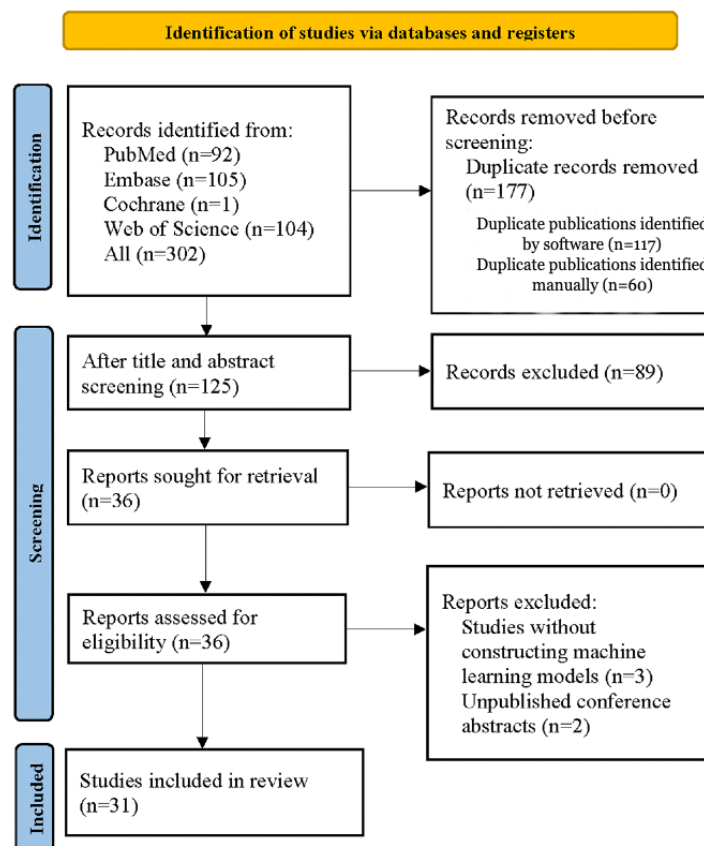 Identification of studies via databases and registers
Identification
Records identified from:
PubMed (n=92)
Embase (n=105)
Cochrane (n=1)
Web of Science (n=104)
All (n=302)
Records removed before
screening:
Duplicate records removed
(n=177)
Duplicate publications identified
by software (n=117)
Duplicate publications identified
manually (n=60)
Screening
After title and abstract
screening (n=125)
Records excluded (n=89)
Reports sought for retrieval
(n=36)
Reports not retrieved (n=0)
Reports assessed for
eligibility (n=36)
Reports excluded:
Studies without
constructing machine
learning models (n=3)
Unpublished conference
abstracts (n=2)
Included
Studies included in review
(n=31)